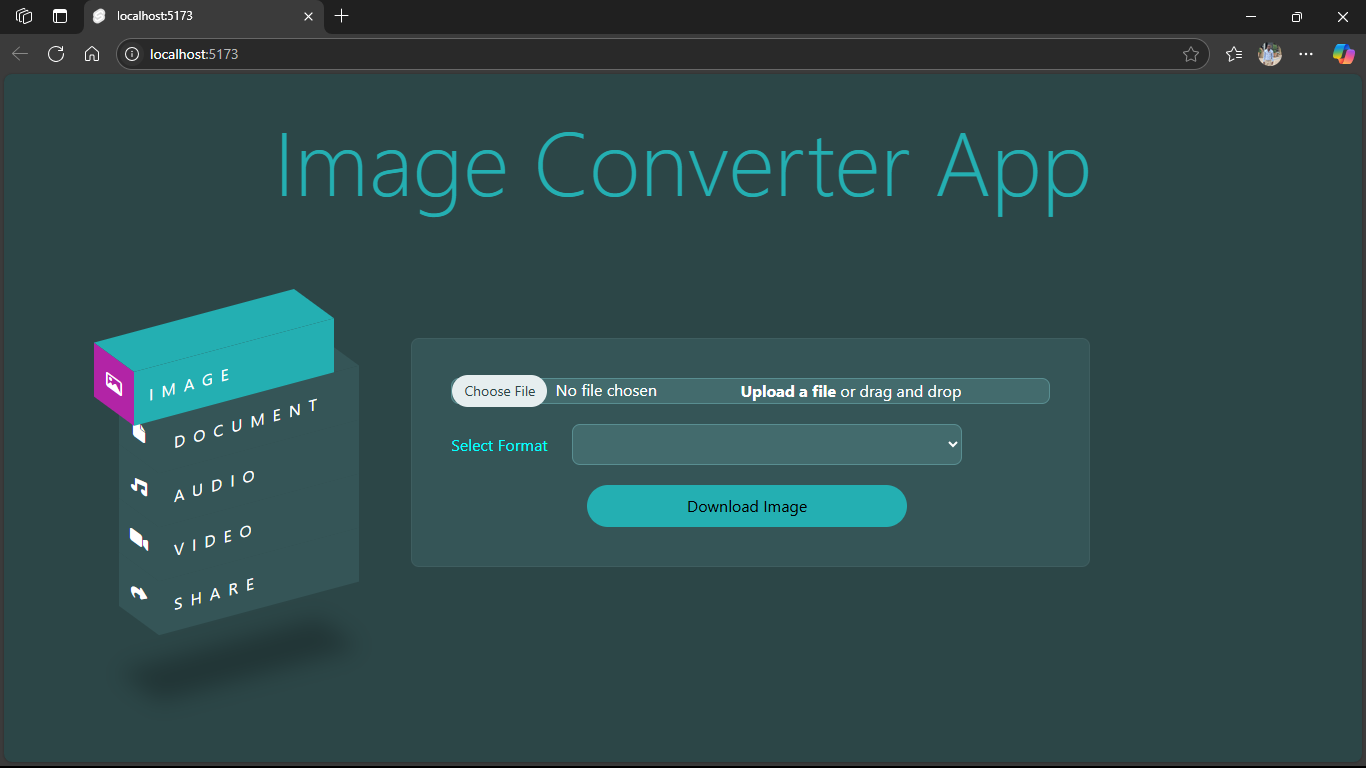 localhost:5173
localhost:5173
Image Converter App
IMAGE
DOCUMENT
AUDIO
VIDEO
SHARE
Choose File No file chosen Upload a file or drag and drop
Select Format
Download Image